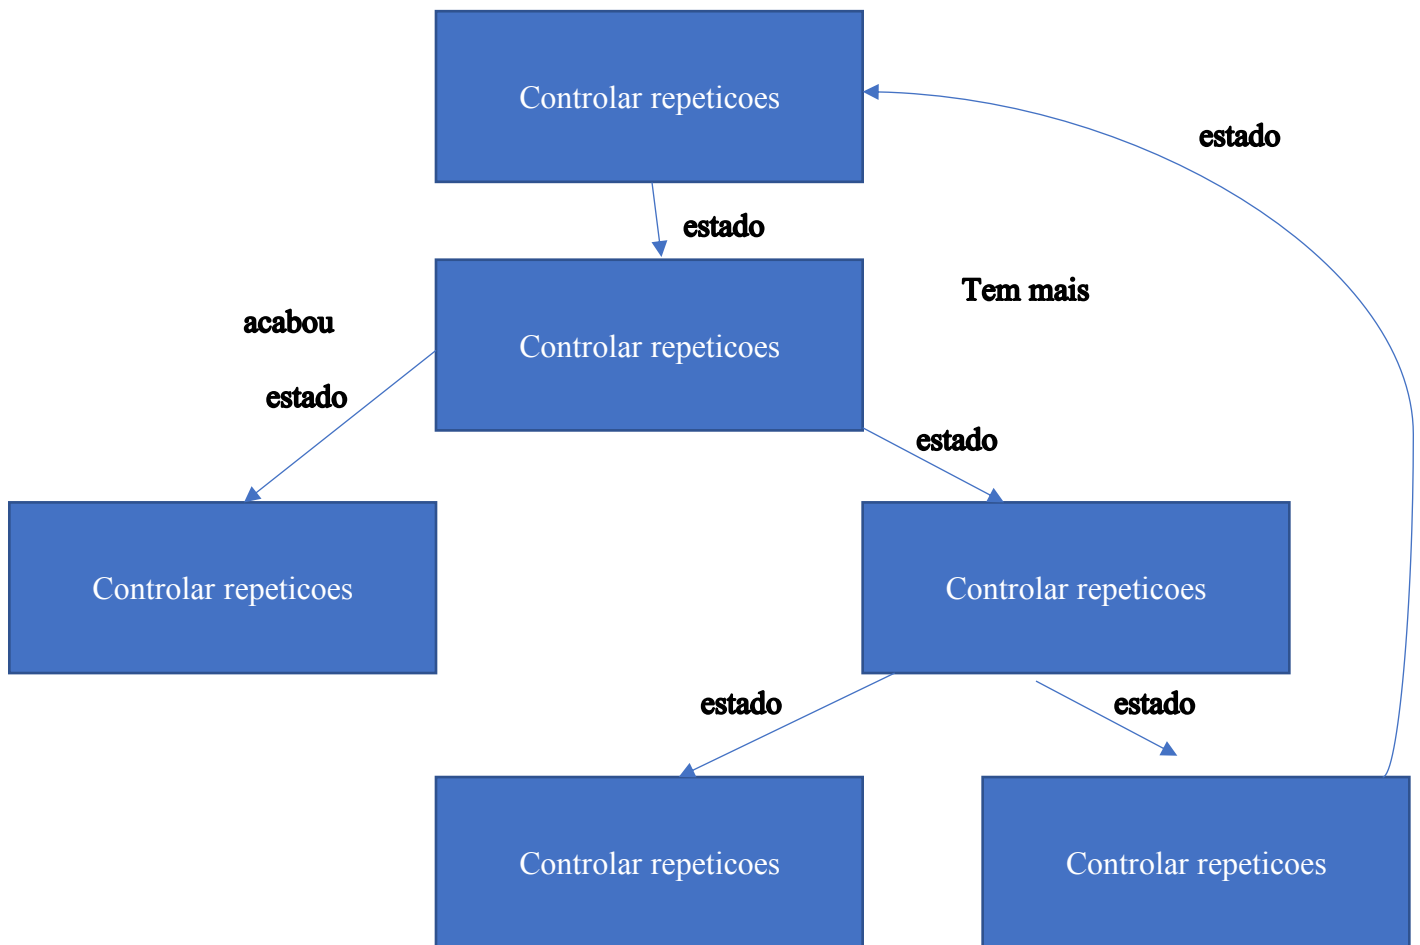 Controlar repeticoes
estado
estado
Tem mais
acabou
Controlar repeticoes
estado
estado
Controlar repeticoes
Controlar repeticoes
estado
estado
Controlar repeticoes
Controlar repeticoes